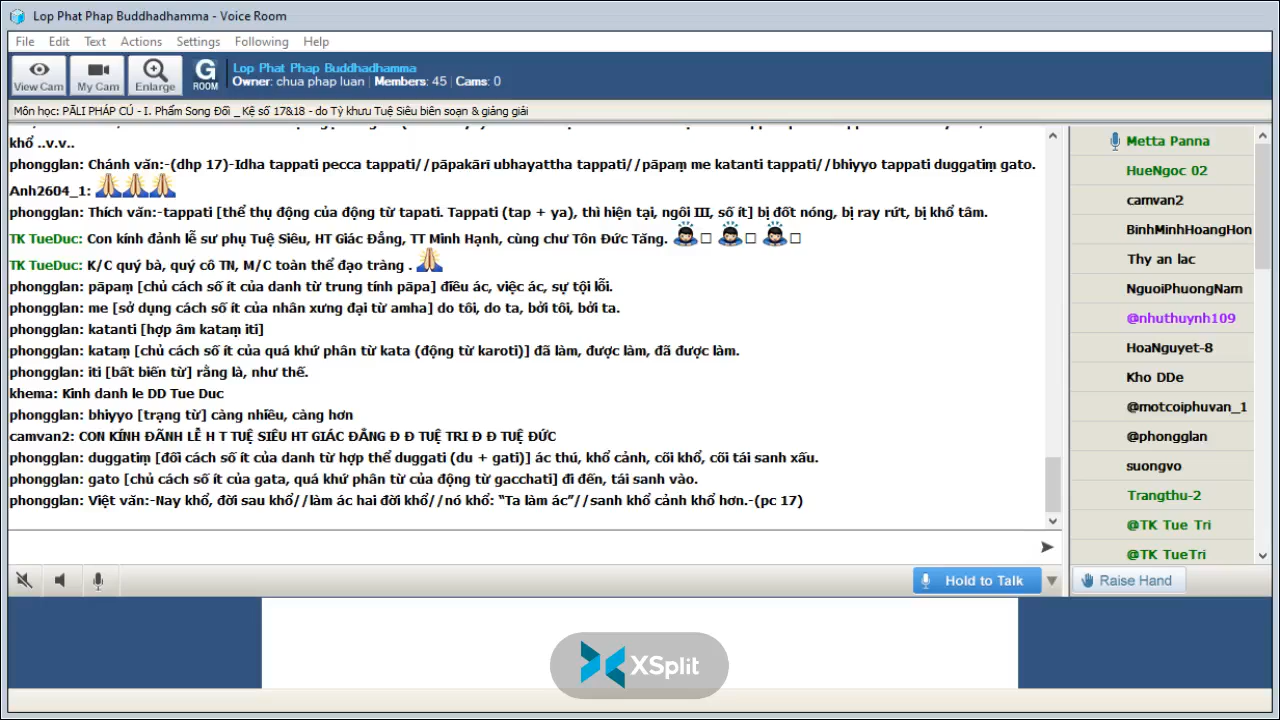 Lop Phat Phap Buddhadhamma - Voice Room
File Edit Text Actions Settings Following Help
View Cam My Cam Enlarge G ROOM
Lop Phat Phap Buddhadhamma
Owner: chua phap luan | Members: 45 | Cams: 0
Môn học: PĀLI PHÁP CÚ - I. Phẩm Song Đối _ Kệ số 17&18 - do Tỳ khưu Tuệ Siêu biên soạn & giảng giải
khổ ..v.v..
phongglan: Chánh văn:-(dhp 17)-Idha tappati pecca tappati//pāpakārī ubhayattha tappati//pāpaṃ me katanti tappati//bhiyyo tappati duggatiṃ gato.
Anh2604_1:
phongglan: Thích văn:-tappati [thể thụ động của động từ tapati. Tappati (tap + ya), thì hiện tại, ngôi III, số ít] bị đốt nóng, bị ray rứt, bị khổ tâm.
TK TueDuc: Con kính đảnh lễ sư phụ Tuệ Siêu, HT Giác Đẳng, TT Minh Hạnh, cùng chư Tôn Đức Tăng.
TK TueDuc: K/C quý bà, quý cô TN, M/C toàn thể đạo tràng .
phongglan: pāpaṃ [chủ cách số ít của danh từ trung tính pāpa] điều ác, việc ác, sự tội lỗi.
phongglan: me [sở dụng cách số ít của nhân xưng đại từ amha] do tôi, do ta, bởi tôi, bởi ta.
phongglan: katanti [hợp âm kataṃ iti]
phongglan: kataṃ [chủ cách số ít của quá khứ phân từ kata (động từ karoti)] đã làm, được làm, đã được làm.
phongglan: iti [bất biến từ] rằng là, như thế.
khema: Kinh danh le DD Tue Duc
phongglan: bhiyyo [trạng từ] càng nhiều, càng hơn
camvan2: CON KÍNH ĐÃNH LỄ H T TUỆ SIÊU HT GIÁC ĐẲNG Đ Đ TUỆ TRI Đ Đ TUỆ ĐỨC
phongglan: duggatiṃ [đối cách số ít của danh từ hợp thể duggati (du + gati)] ác thú, khổ cảnh, cõi khổ, cõi tái sanh xấu.
phongglan: gato [chủ cách số ít của gata, quá khứ phân từ của động từ gacchati] đi đến, tái sanh vào.
phongglan: Việt văn:-Nay khổ, đời sau khổ//làm ác hai đời khổ//nó khổ: “Ta làm ác”//sanh khổ cảnh khổ hơn.-(pc 17)
Metta Panna
HueNgoc 02
camvan2
BinhMinhHoangHon
Thy an lac
NguoiPhuongNam
@nhuthuynh109
HoaNguyet-8
Kho DDe
@motcoiphuvan_1
@phongglan
suongvo
Trangthu-2
@TK Tue Tri
@TK TueTri
Hold to Talk
Raise Hand
XSplit